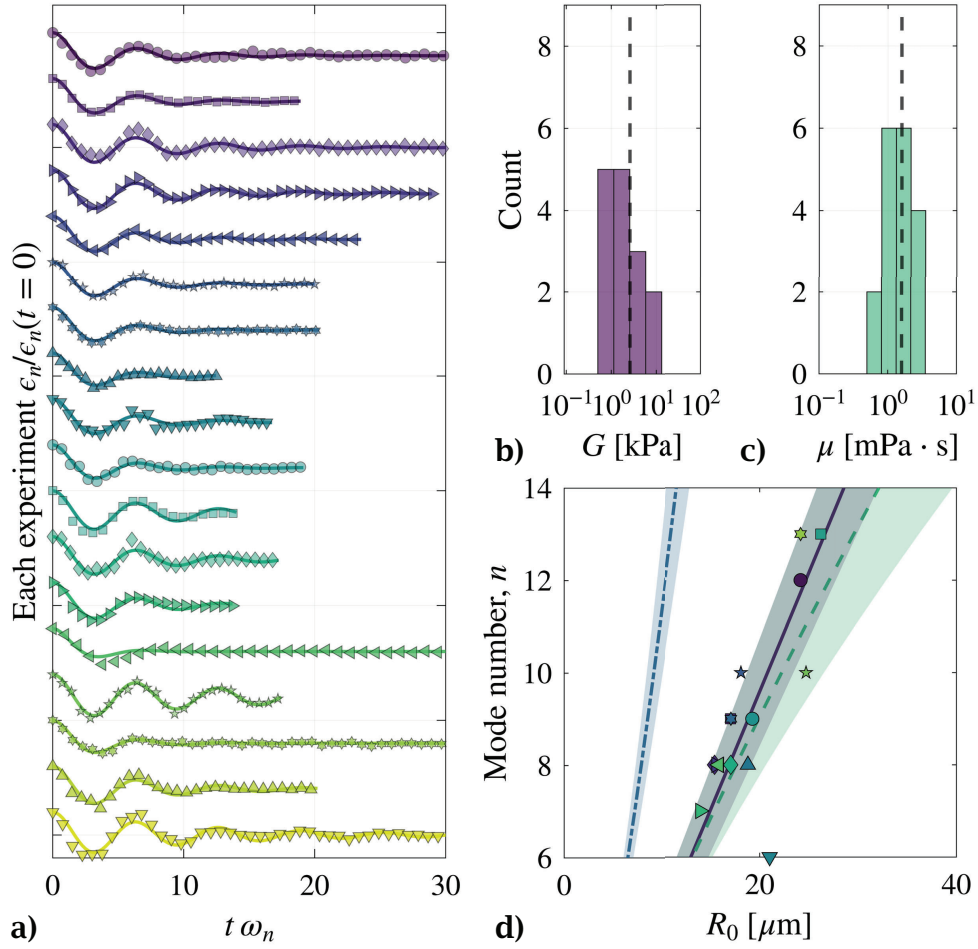 Each experiment ϵₙ/ϵₙ(t = 0)
0 10 20 30
a) t ωₙ
Count
8
6
4
2
0
10⁻¹ 10⁰ 10¹ 10²
b) G [kPa]
8
6
4
2
0
10⁻¹ 10⁰ 10¹
c) μ [mPa · s]
Mode number, n
14
12
10
8
6
0 20 40
d) R₀ [μm]